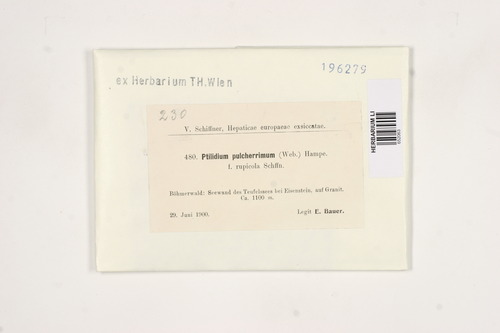 196279
ex Herbarium TH.Wien
HERBARIUM LI
230
V. Schiffner, Hepaticae europaeae exsiccatae.
480. Ptilidium pulcherrimum (Web.) Hampe.
f. rupicola Schffn.
Böhmerwald: Seewand des Teufelssees bei Eisenstein, auf Granit.
Ca. 1100 m.
29. Juni 1900. Legit E. Bauer.